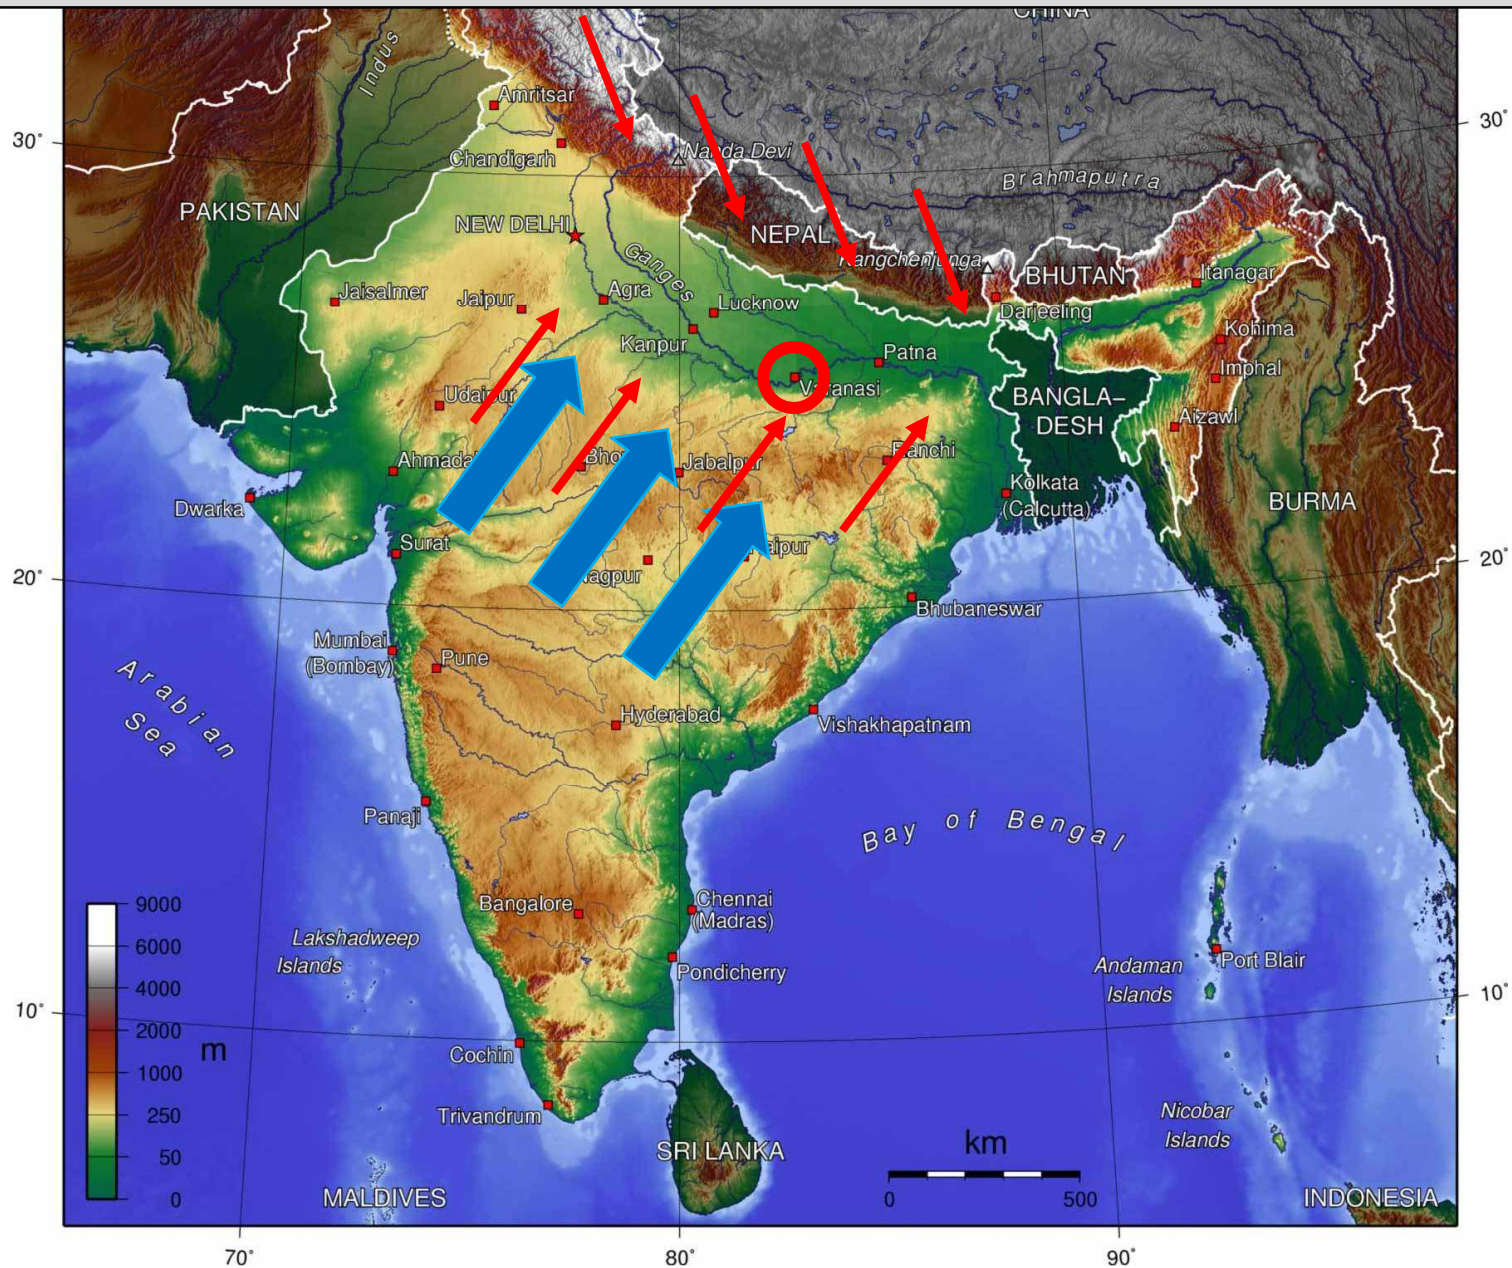 CHINA
Indus
Amritsar
30°
30°
Chandigarh
Nanda Devi
Brahmaputra
PAKISTAN
NEW DELHI
NEPAL
Ganges
Kangchenjunga
BHUTAN
Itanagar
Jaisalmer
Jaipur
Agra
Lucknow
Darjeeling
Kohima
Kanpur
Patna
Imphal
Varanasi
Udaipur
BANGLA–
DESH
Aizawl
Ahmada
Bho
Jabalpur
Ranchi
Dwarka
Kolkata
(Calcutta)
BURMA
Surat
aipur
20°
20°
Nagpur
Bhubaneswar
Mumbai
(Bombay)
Pune
Arabian
Sea
Hyderabad
Vishakhapatnam
Panaji
Bay of Bengal
9000
6000
4000
2000
1000
250
50
0
m
Bangalore
Chennai
(Madras)
Lakshadweep
Islands
Pondicherry
Andaman
Islands
Port Blair
10°
10°
Cochin
Trivandrum
Nicobar
Islands
SRI LANKA
km
0
500
MALDIVES
INDONESIA
70°
80°
90°